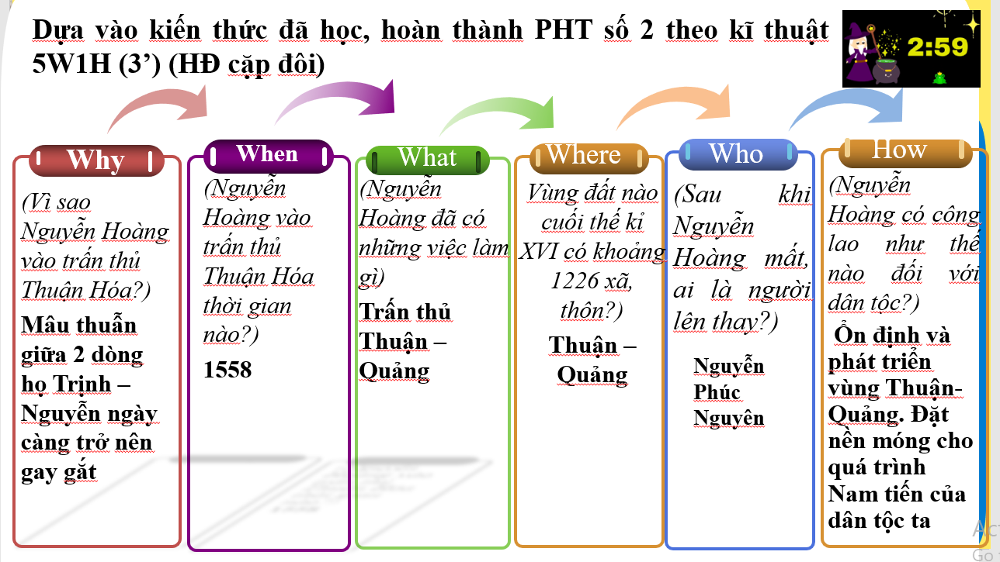 Dựa vào kiến thức đã học, hoàn thành PHT số 2 theo kĩ thuật
5W1H (3’) (HĐ cặp đôi)
2:59
Why
(Vì sao
Nguyễn Hoàng
vào trấn thủ
Thuận Hóa?)
Mâu thuẫn
giữa 2 dòng
họ Trịnh –
Nguyễn ngày
càng trở nên
gay gắt
When
(Nguyễn
Hoàng vào
trấn thủ
Thuận Hóa
thời gian
nào?)
1558
What
(Nguyễn
Hoàng đã có
những việc làm
gì)
Trấn thủ
Thuận –
Quảng
Where
Vùng đất nào
cuối thế kỉ
XVI có khoảng
1226 xã,
thôn?)
Thuận –
Quảng
Who
(Sau khi
Nguyễn
Hoàng mất,
ai là người
lên thay?)
Nguyễn
Phúc
Nguyên
How
(Nguyễn
Hoàng có công
lao như thế
nào đối với
dân tộc?)
Ổn định và
phát triển
vùng Thuận-
Quảng. Đặt
nền móng cho
quá trình
Nam tiến của
dân tộc ta
Go